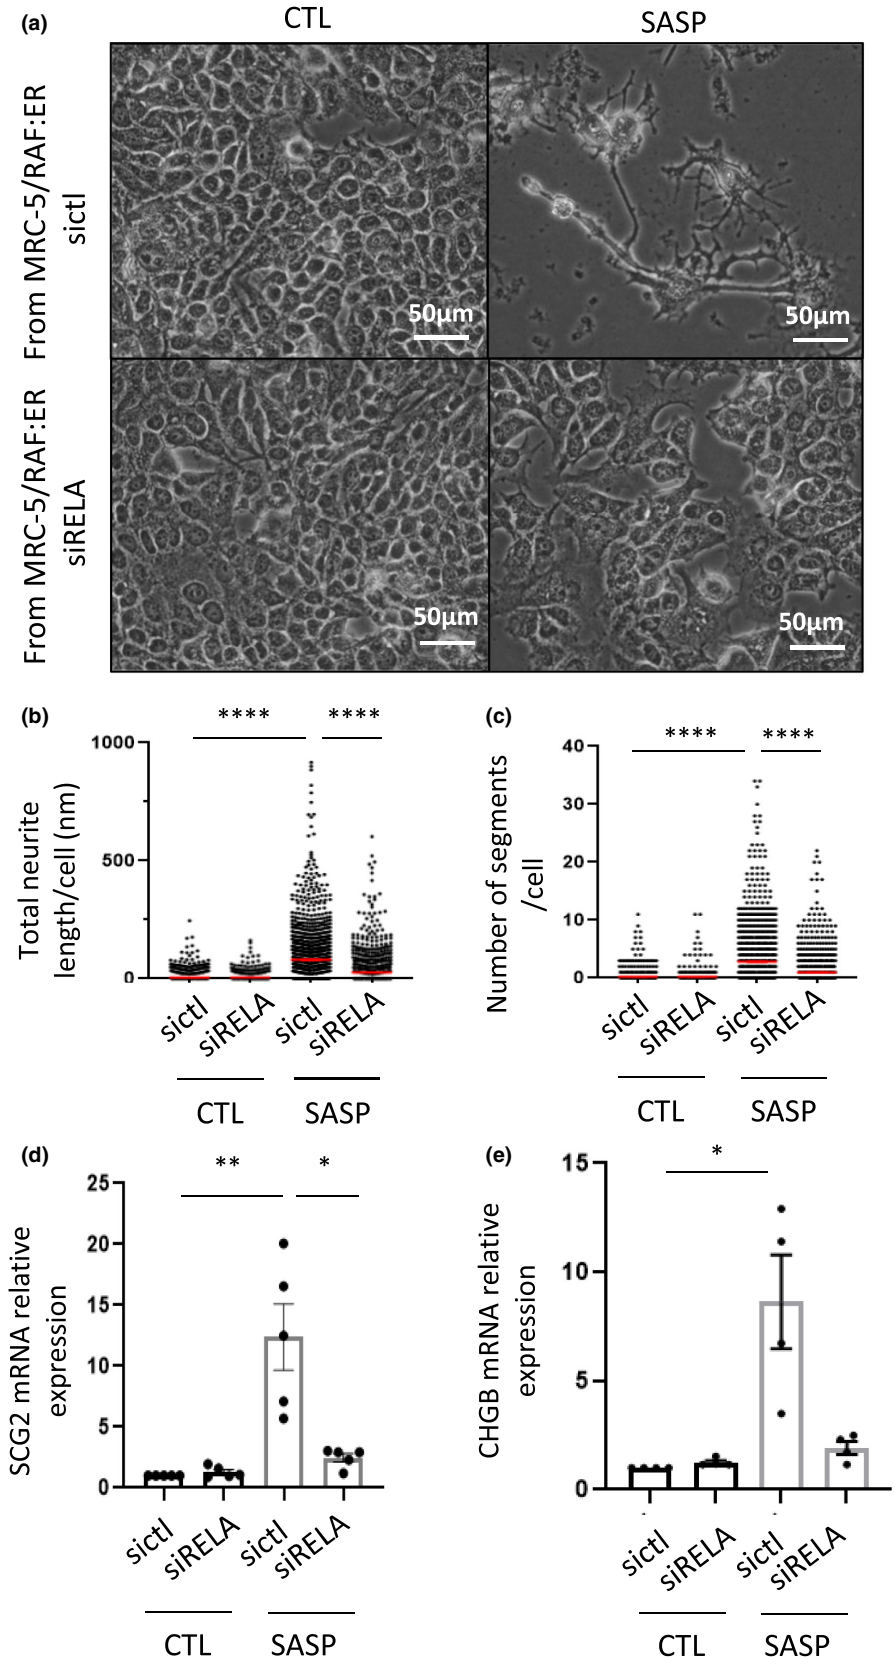 (a)
CTL
SASP
From MRC-5/RAF:ER
sictl
50µm
50µm
From MRC-5/RAF:ER
siRELA
50µm
50µm
(b)
**** ****
1000
500
0
Total neurite
length/cell (nm)
sictl
siRELA
sictl
siRELA
CTL
SASP
(c)
**** ****
40
30
20
10
0
Number of segments
/cell
sictl
siRELA
sictl
siRELA
CTL
SASP
(d)
** *
25
20
15
10
5
0
SCG2 mRNA relative
expression
sictl
siRELA
sictl
siRELA
CTL
SASP
(e)
*
15
10
5
0
CHGB mRNA relative
expression
sictl
siRELA
sictl
siRELA
CTL
SASP